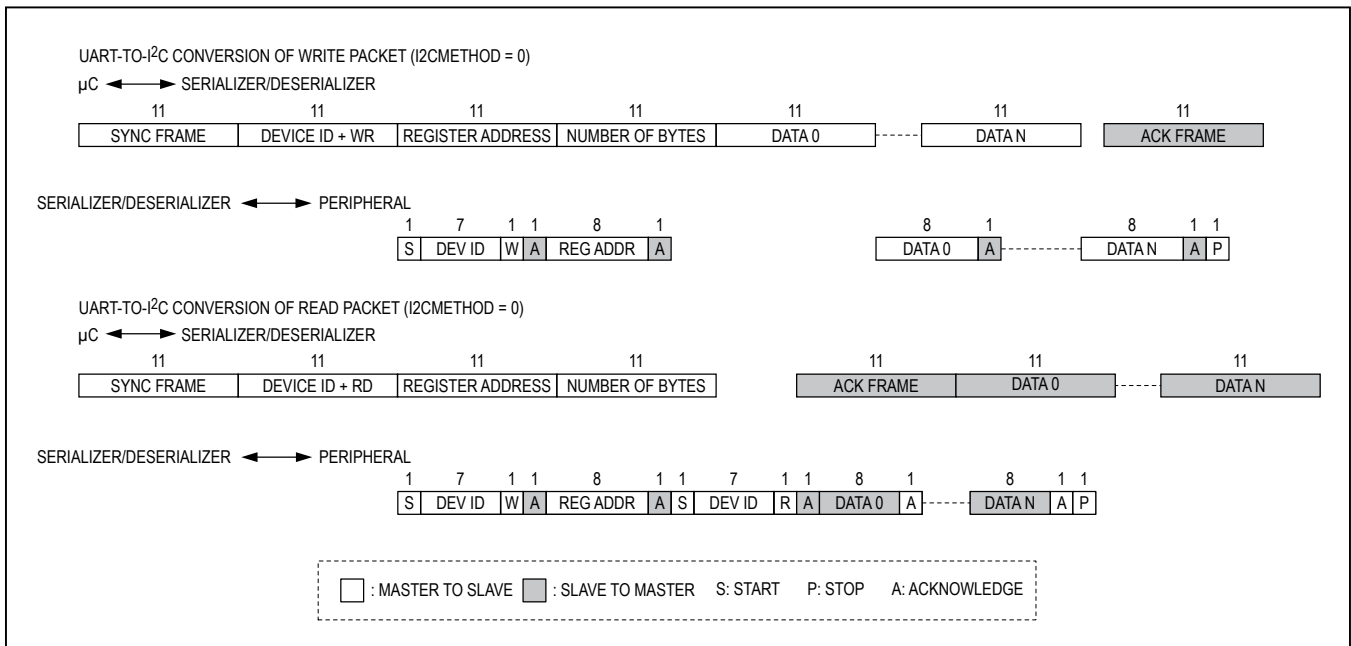 UART-TO-I2C CONVERSION OF WRITE PACKET (I2CMETHOD = 0)
µC SERIALIZER/DESERIALIZER
11 11 11 11 11 11 11
SYNC FRAME DEVICE ID + WR REGISTER ADDRESS NUMBER OF BYTES DATA 0 DATA N ACK FRAME
SERIALIZER/DESERIALIZER PERIPHERAL
1 7 1 1 8 1 8 1 8 1 1
S DEV ID W A REG ADDR A DATA 0 A DATA N A P
UART-TO-I2C CONVERSION OF READ PACKET (I2CMETHOD = 0)
µC SERIALIZER/DESERIALIZER
11 11 11 11 11 11 11
SYNC FRAME DEVICE ID + RD REGISTER ADDRESS NUMBER OF BYTES ACK FRAME DATA 0 DATA N
SERIALIZER/DESERIALIZER PERIPHERAL
1 7 1 1 8 1 1 7 1 1 8 1 8 1 1
S DEV ID W A REG ADDR A S DEV ID R A DATA 0 A DATA N A P
: MASTER TO SLAVE : SLAVE TO MASTER S: START P: STOP A: ACKNOWLEDGE